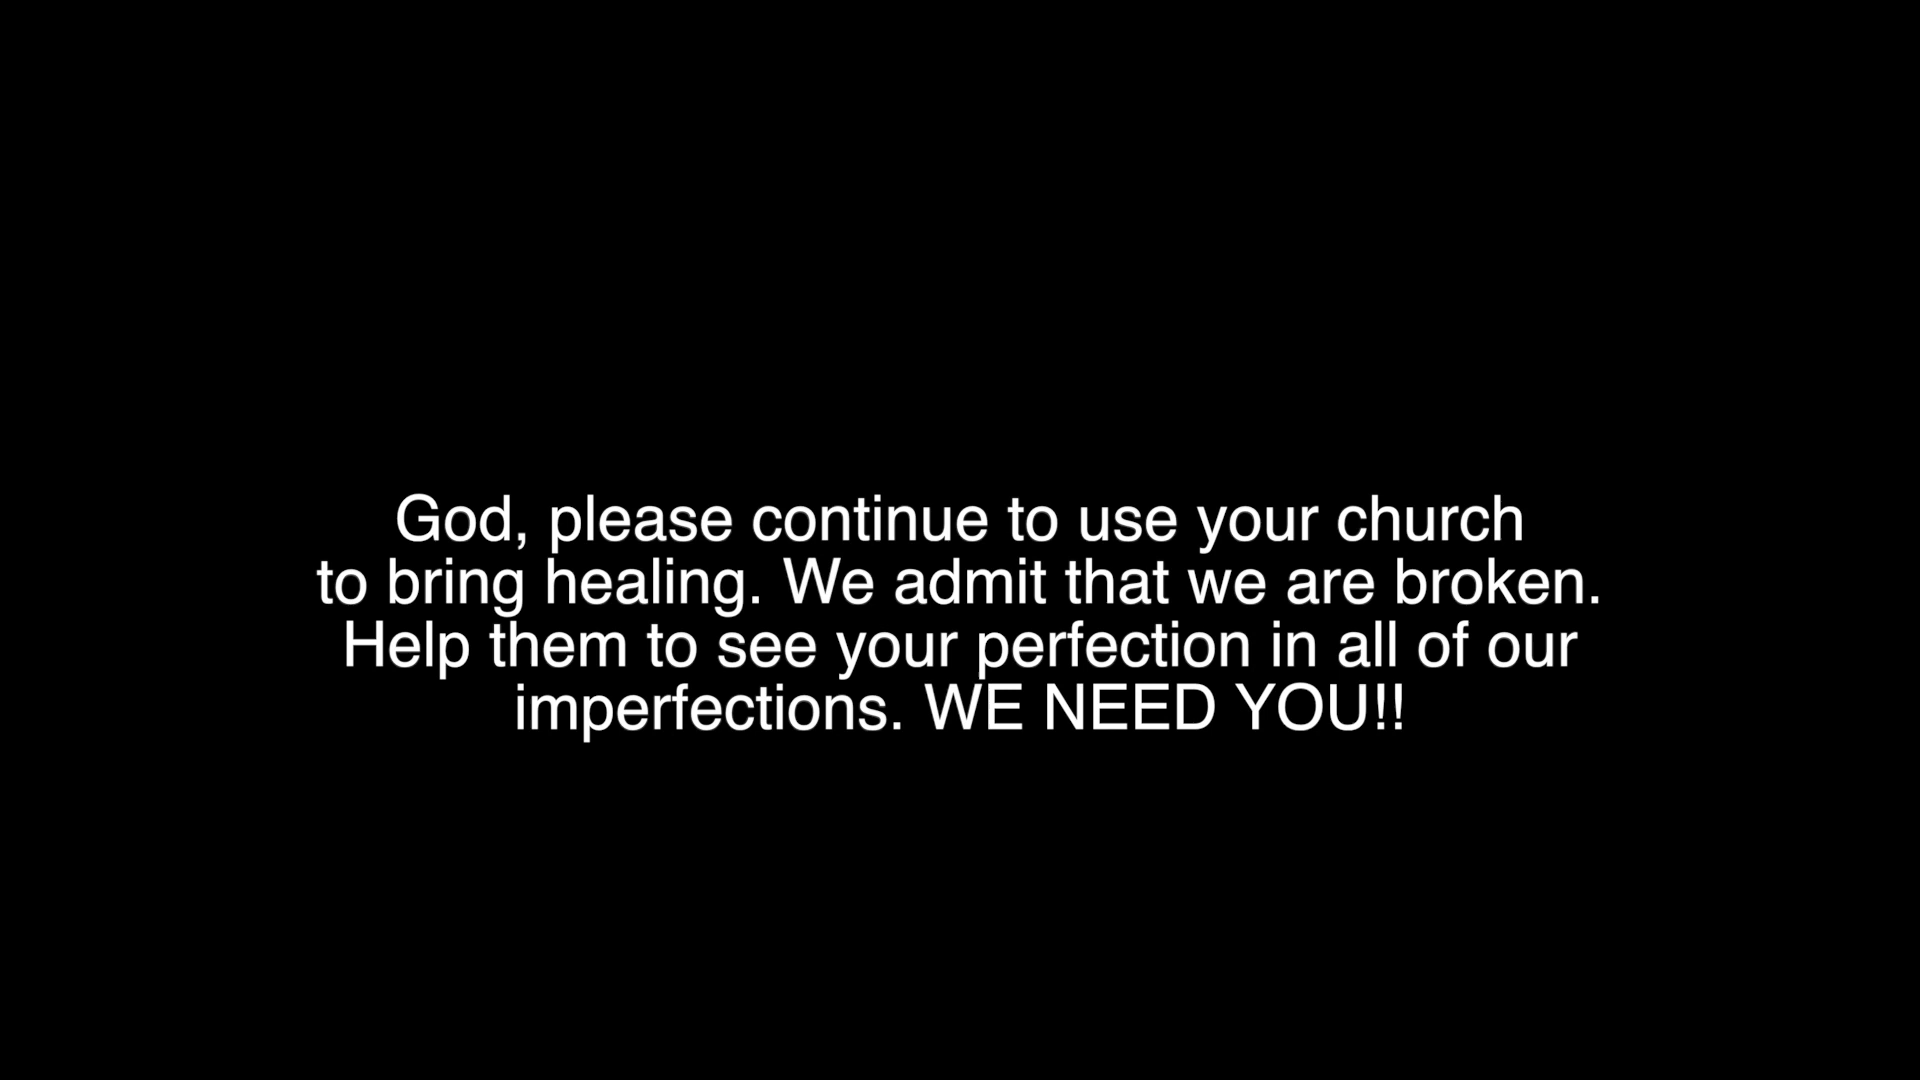 God, please continue to use your church
to bring healing. We admit that we are broken.
Help them to see your perfection in all of our
imperfections. WE NEED YOU!!